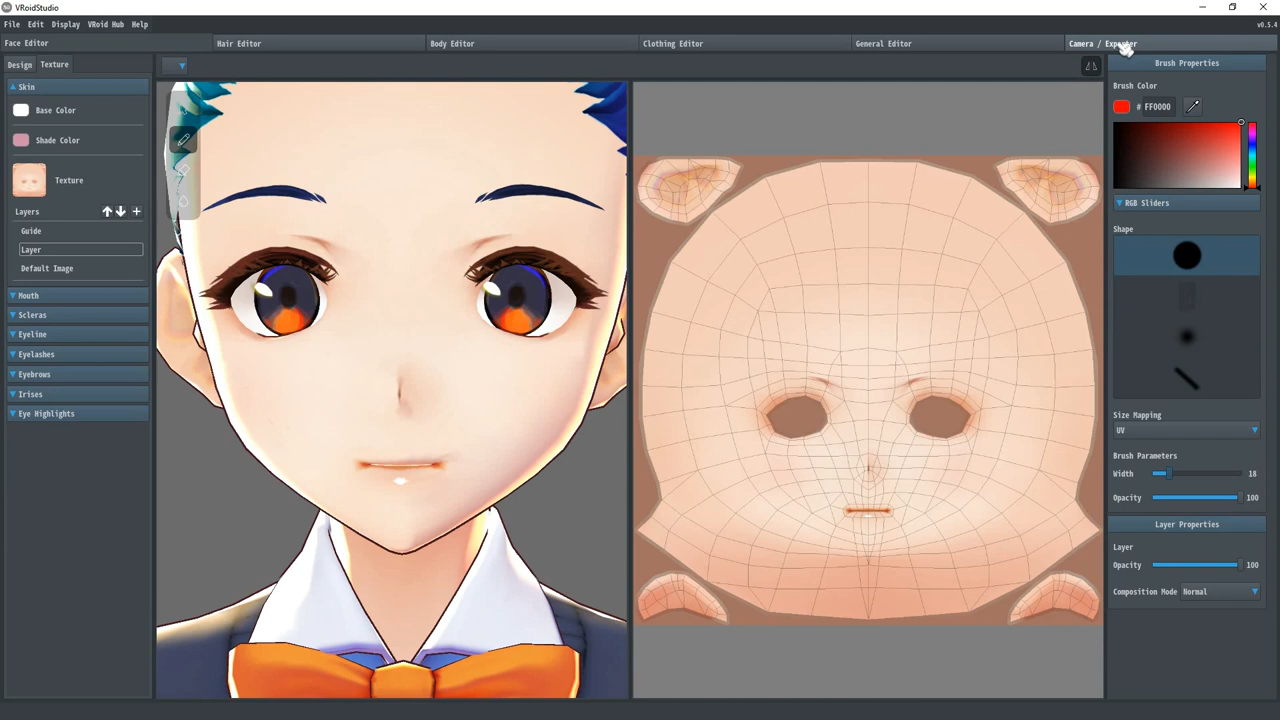 VRoidStudio
File Edit Display VRoid Hub Help
v0.5.4
Face Editor Hair Editor Body Editor Clothing Editor General Editor Camera / Exporter
Design Texture
Skin
Base Color
Shade Color
Texture
Layers
Guide
Layer
Default Image
Mouth
Scleras
Eyeline
Eyelashes
Eyebrows
Irises
Eye Highlights
Brush Properties
Brush Color
# FF0000
RGB Sliders
Shape
Size Mapping
UV
Brush Parameters
Width 18
Opacity 100
Layer Properties
Layer
Opacity 100
Composition Mode Normal